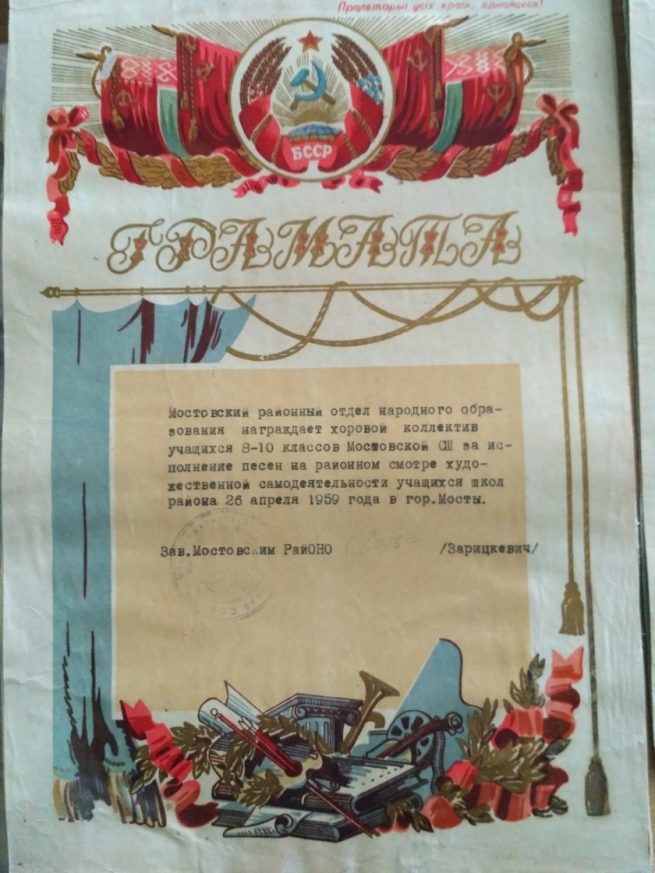 Пралетарыі ўсіх краін, еднайцеся!
БССР
ГРАМАТА
Мостовский районный отдел народного обра-
зования награждает хоровой коллектив
учащихся 8-10 классов Мостовской СШ за ис-
полнение песен на районном смотре худо-
жественной самодеятельности учащихся школ
района 26 апреля 1959 года в гор.Мосты.
Зав.Мостовским РайОНО /Зарицкевич/